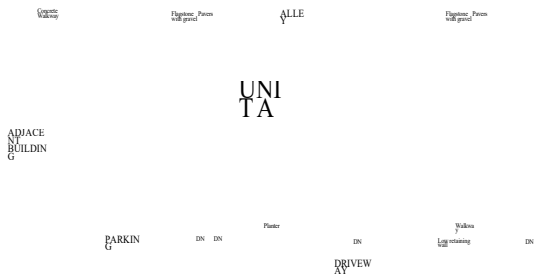 Concrete
Walkway
Flagstone Pavers
with gravel
ALLE
Y
Flagstone Pavers
with gravel
UNI
T A
ADJACE
NT
BUILDIN
G
Planter
Walkwa
y
PARKIN
G
DN DN
DN
Low retaining
wall
DN
DRIVEW
AY